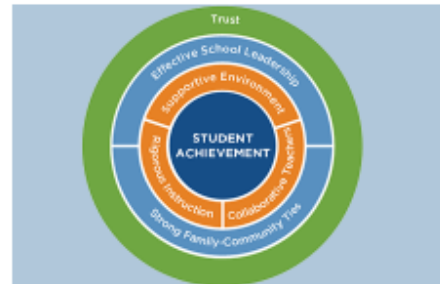 Trust
Effective School Leadership
Supportive Environment
STUDENT
ACHIEVEMENT
Rigorous Instruction
Collaborative Teachers
Strong Family-Community Ties